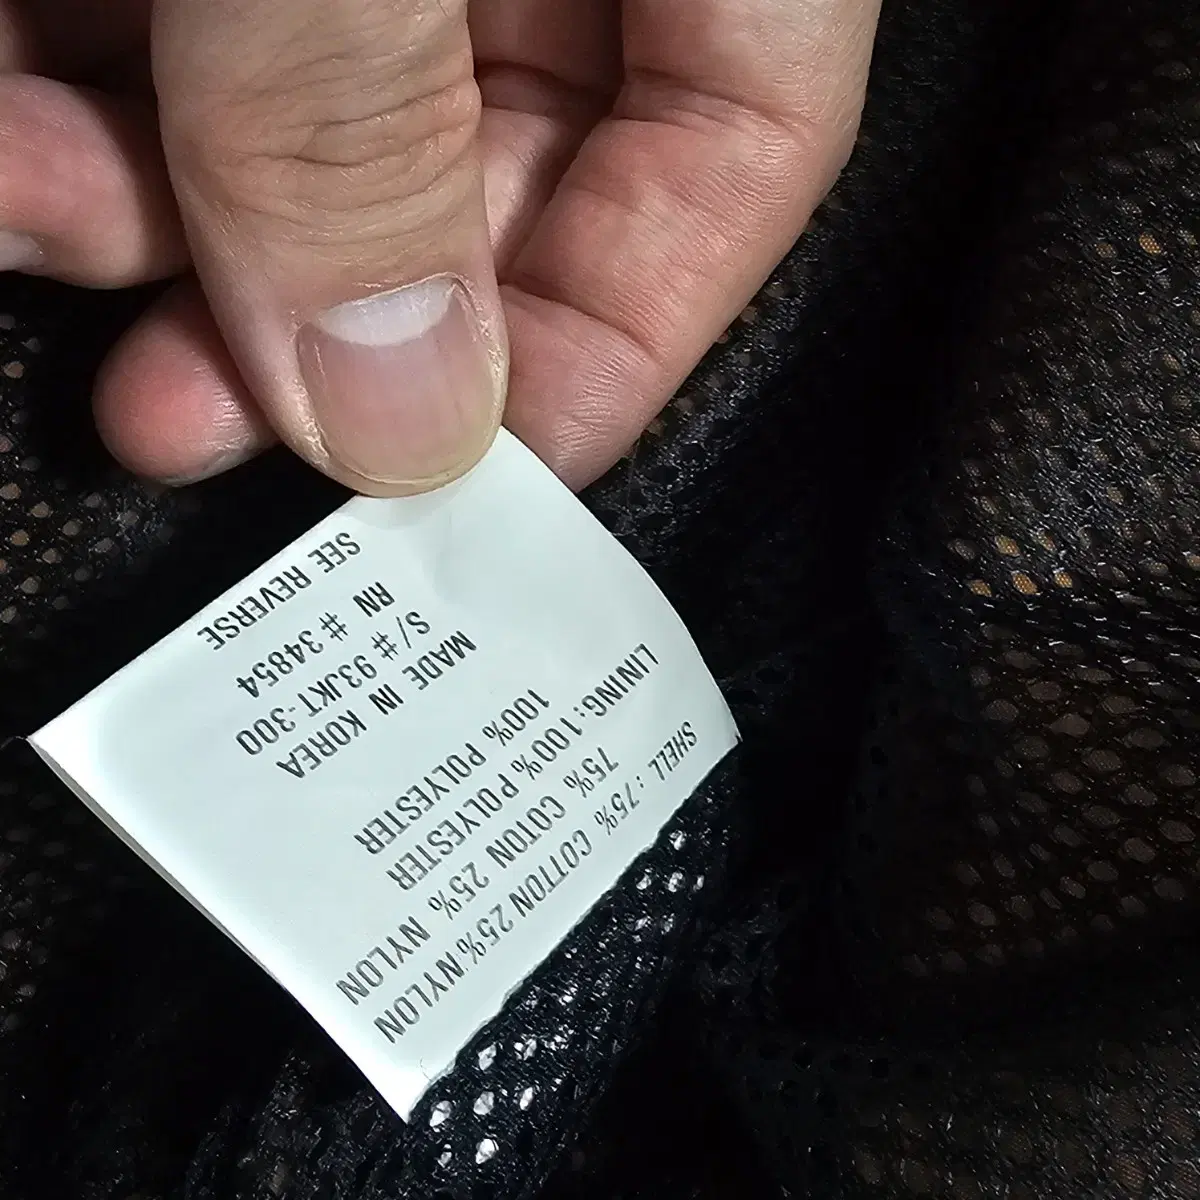 SHELL : 75% COTTON 25% NYLON
75% COTON 25% NYLON
LINING:100% POLYESTER
100% POLYESTER
MADE IN KOREA
S/# 93JKT-300
RN # 34854
SEE REVERSE